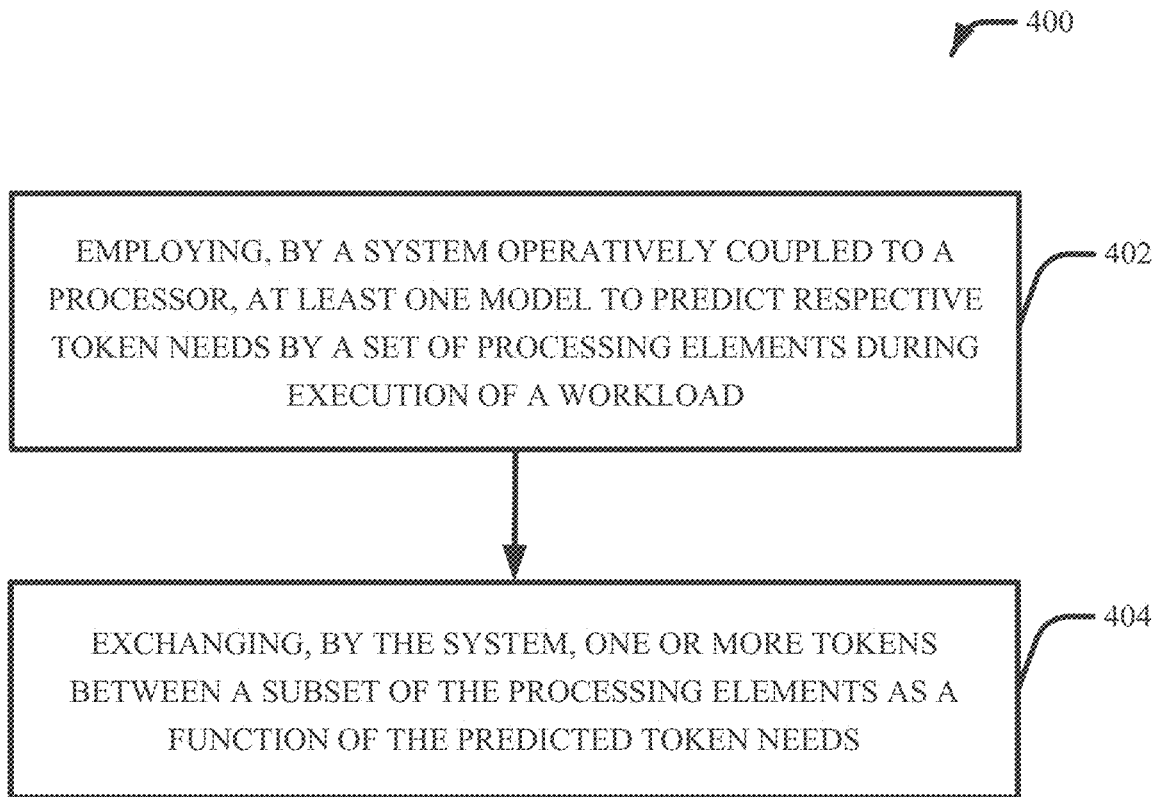 400
EMPLOYING, BY A SYSTEM OPERATIVELY COUPLED TO A
402
PROCESSOR, AT LEAST ONE MODEL TO PREDICT RESPECTIVE
TOKEN NEEDS BY A SET OF PROCESSING ELEMENTS DURING
EXECUTION OF A WORKLOAD
404
EXCHANGING, BY THE SYSTEM, ONE OR MORE TOKENS
BETWEEN A SUBSET OF THE PROCESSING ELEMENTS AS A
FUNCTION OF THE PREDICTED TOKEN NEEDS